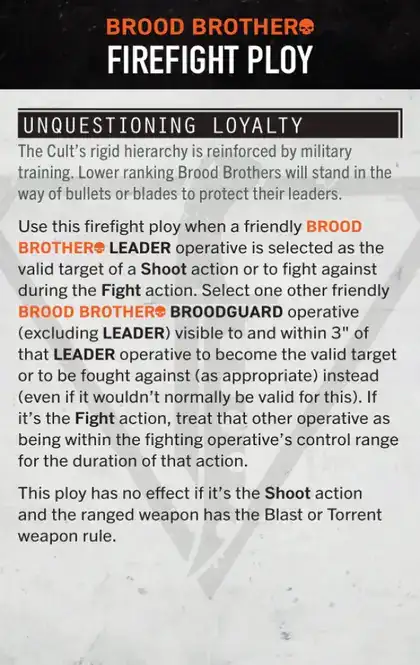 BROOD BROTHER
FIREFIGHT PLOY
UNQUESTIONING LOYALTY
The Cult's rigid hierarchy is reinforced by military
training. Lower ranking Brood Brothers will stand in the
way of bullets or blades to protect their leaders.
Use this firefight ploy when a friendly BROOD
BROTHER LEADER operative is selected as the
valid target of a Shoot action or to fight against
during the Fight action. Select one other friendly
BROOD BROTHER BROODGUARD operative
(excluding LEADER) visible to and within 3" of
that LEADER operative to become the valid target
or to be fought against (as appropriate) instead
(even if it wouldn't normally be valid for this). If
it's the Fight action, treat that other operative as
being within the fighting operative's control range
for the duration of that action.
This ploy has no effect if it's the Shoot action
and the ranged weapon has the Blast or Torrent
weapon rule.